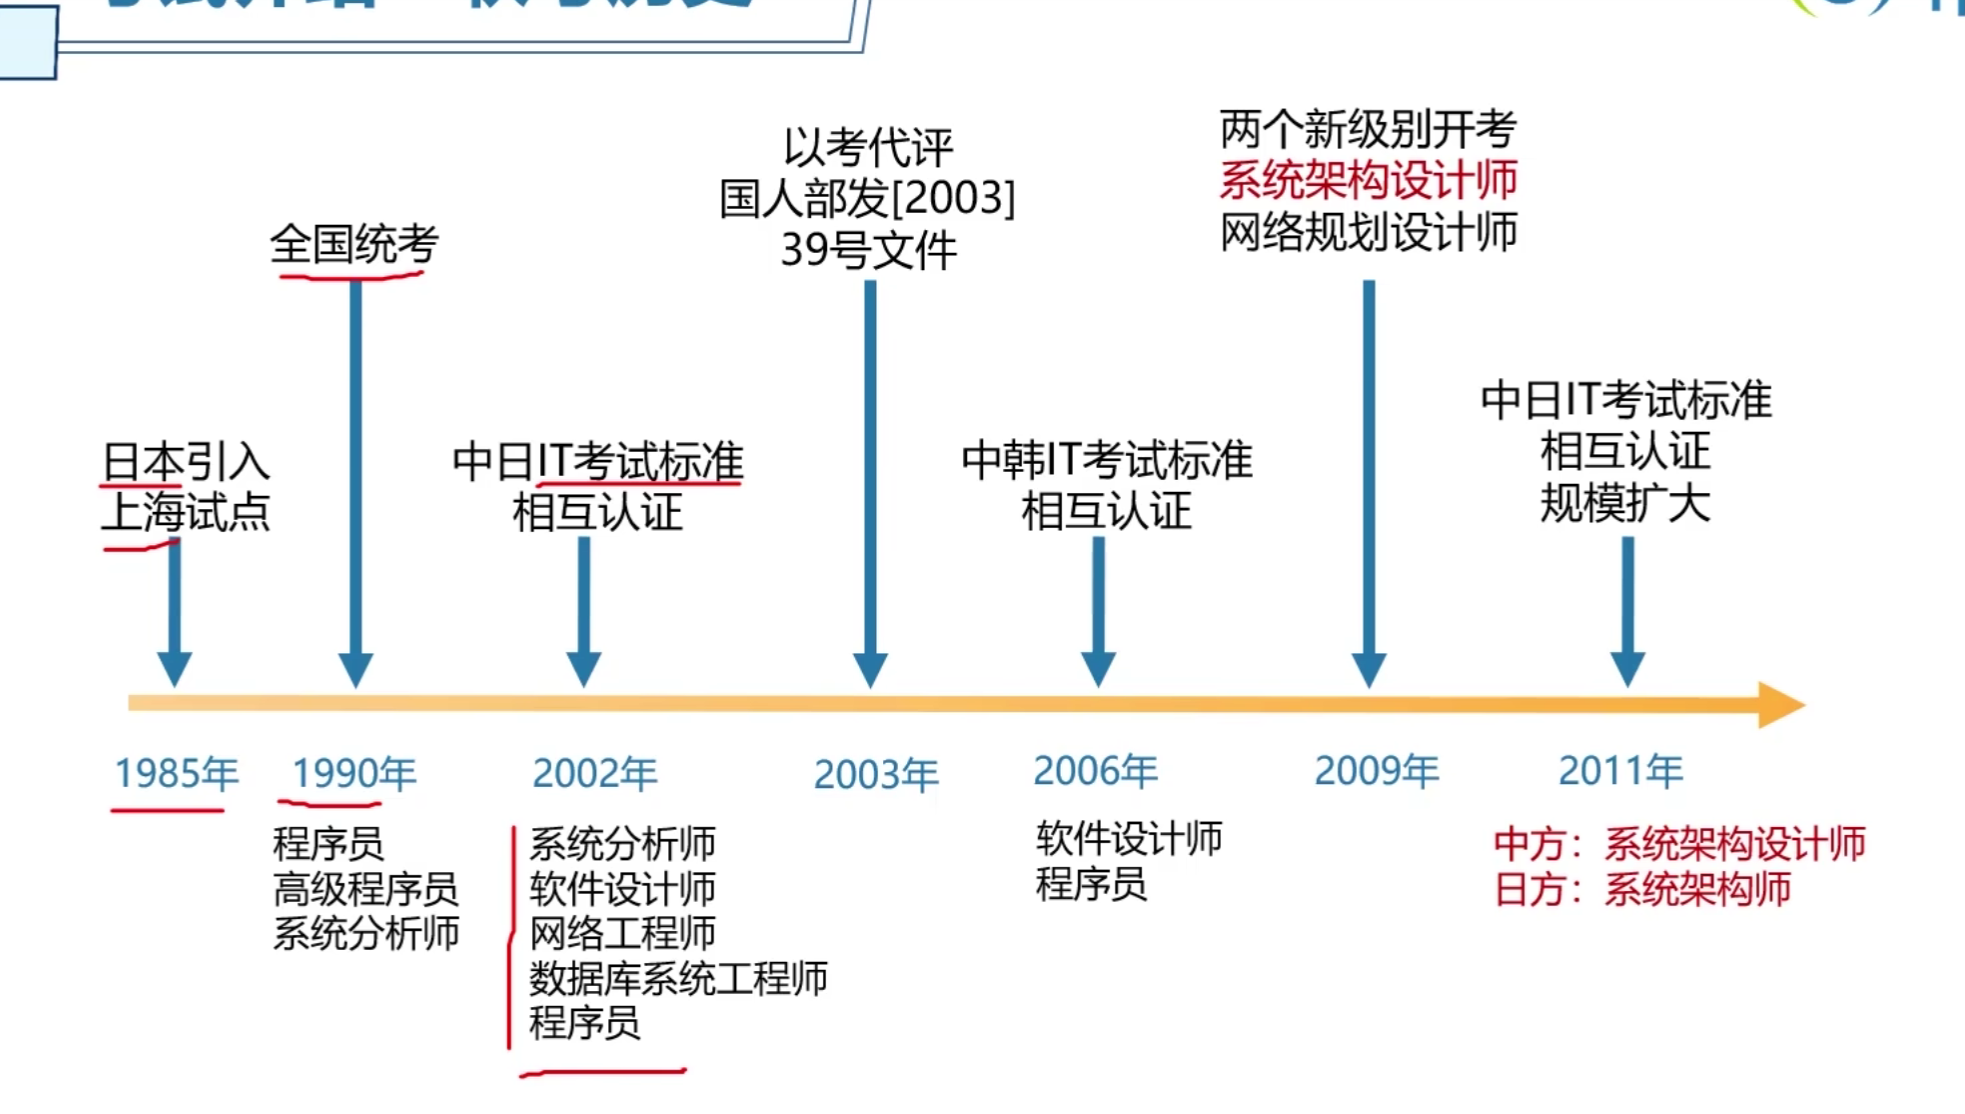 全国统考
以考代评
国人部发[2003]
39号文件
两个新级别开考
系统架构设计师
网络规划设计师
日本引入
上海试点
中日IT考试标准
相互认证
中韩IT考试标准
相互认证
中日IT考试标准
相互认证
规模扩大
1985年
1990年
2002年
2003年
2006年
2009年
2011年
程序员
高级程序员
系统分析师
系统分析师
软件设计师
网络工程师
数据库系统工程师
程序员
软件设计师
程序员
中方：系统架构设计师
日方：系统架构师